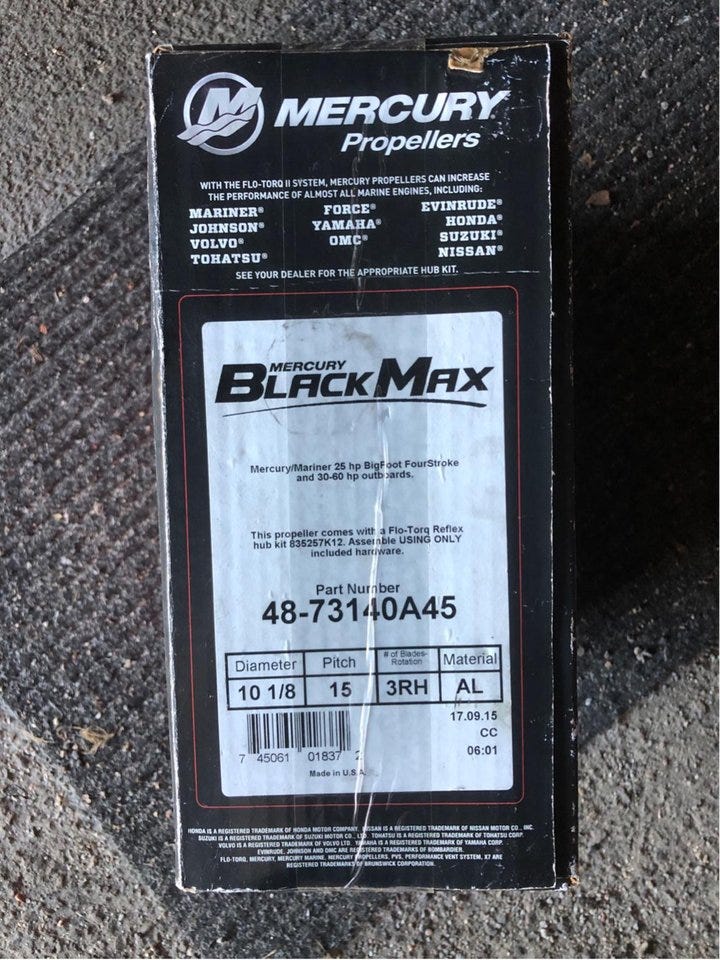 MERCURY
Propellers
WITH THE FLO-TORQ II SYSTEM, MERCURY PROPELLERS CAN INCREASE
THE PERFORMANCE OF ALMOST ALL MARINE ENGINES, INCLUDING:
MARINER® FORCE® EVINRUDE®
JOHNSON® YAMAHA® HONDA®
VOLVO® OMC® SUZUKI®
TOHATSU® NISSAN®
SEE YOUR DEALER FOR THE APPROPRIATE HUB KIT.
MERCURY
BLACKMAX
Mercury/Mariner 25 hp BigFoot FourStroke
and 30-60 hp outboards.
This propeller comes with a Flo-Torq Reflex
hub kit 835257K12. Assemble USING ONLY
included hardware.
Part Number
48-73140A45
Diameter Pitch # of Blades-Rotation Material
10 1/8 15 3RH AL
17.09.15
CC
06:01
7 45061 01837 2
Made in U.S.A.
HONDA IS A REGISTERED TRADEMARK OF HONDA MOTOR COMPANY. NISSAN IS A REGISTERED TRADEMARK OF NISSAN MOTOR CO., INC.
SUZUKI IS A REGISTERED TRADEMARK OF SUZUKI MOTOR CO., LTD. TOHATSU IS A REGISTERED TRADEMARK OF TOHATSU CORP.
VOLVO IS A REGISTERED TRADEMARK OF VOLVO LTD. YAMAHA IS A REGISTERED TRADEMARK OF YAMAHA CORP.
EVINRUDE, JOHNSON AND OMC ARE REGISTERED TRADEMARKS OF BOMBARDIER.
FLO-TORQ, MERCURY, MERCURY MARINE, MERCURY PROPELLERS, PVS, PERFORMANCE VENT SYSTEM, X7 ARE
REGISTERED TRADEMARKS OF BRUNSWICK CORPORATION.